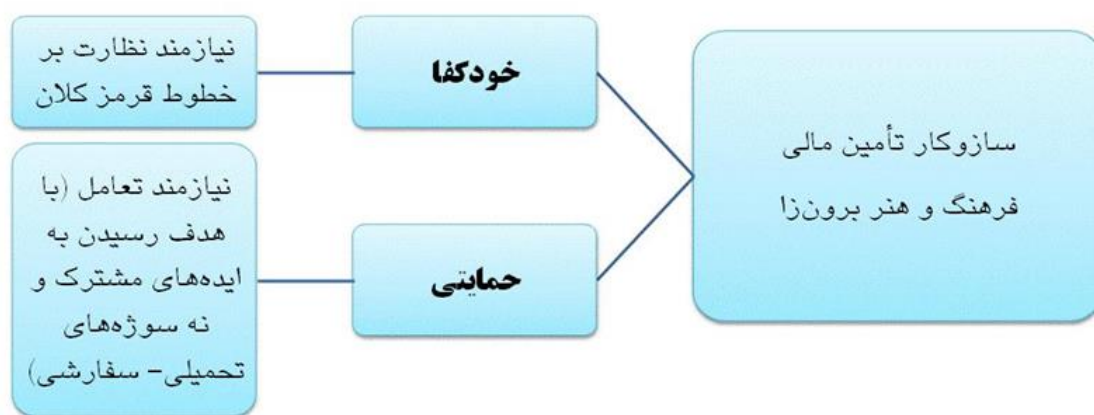 سازوکار تأمین مالی
فرهنگ و هنر برون‌زا
خودکفا
نیازمند نظارت بر
خطوط قرمز کلان
حمایتی
نیازمند تعامل (با
هدف رسیدن به
ایده‌های مشترک و
نه سوژه‌های
تحمیلی- سفارشی)